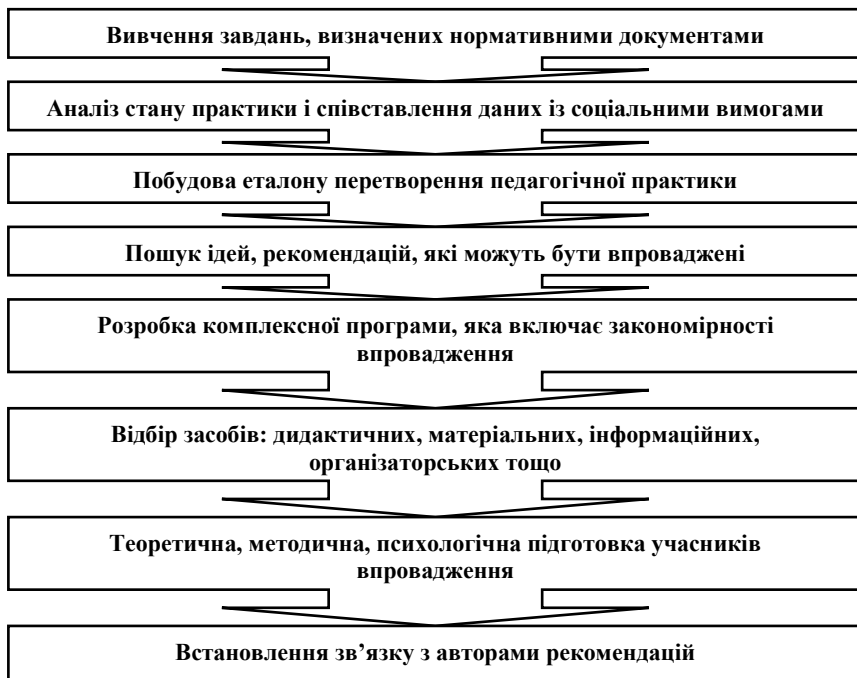 Вивчення завдань, визначених нормативними документами
Аналіз стану практики і співставлення даних із соціальними вимогами
Побудова еталону перетворення педагогічної практики
Пошук ідей, рекомендацій, які можуть бути впроваджені
Розробка комплексної програми, яка включає закономірності
впровадження
Відбір засобів: дидактичних, матеріальних, інформаційних,
організаторських тощо
Теоретична, методична, психологічна підготовка учасників
впровадження
Встановлення зв’язку з авторами рекомендацій